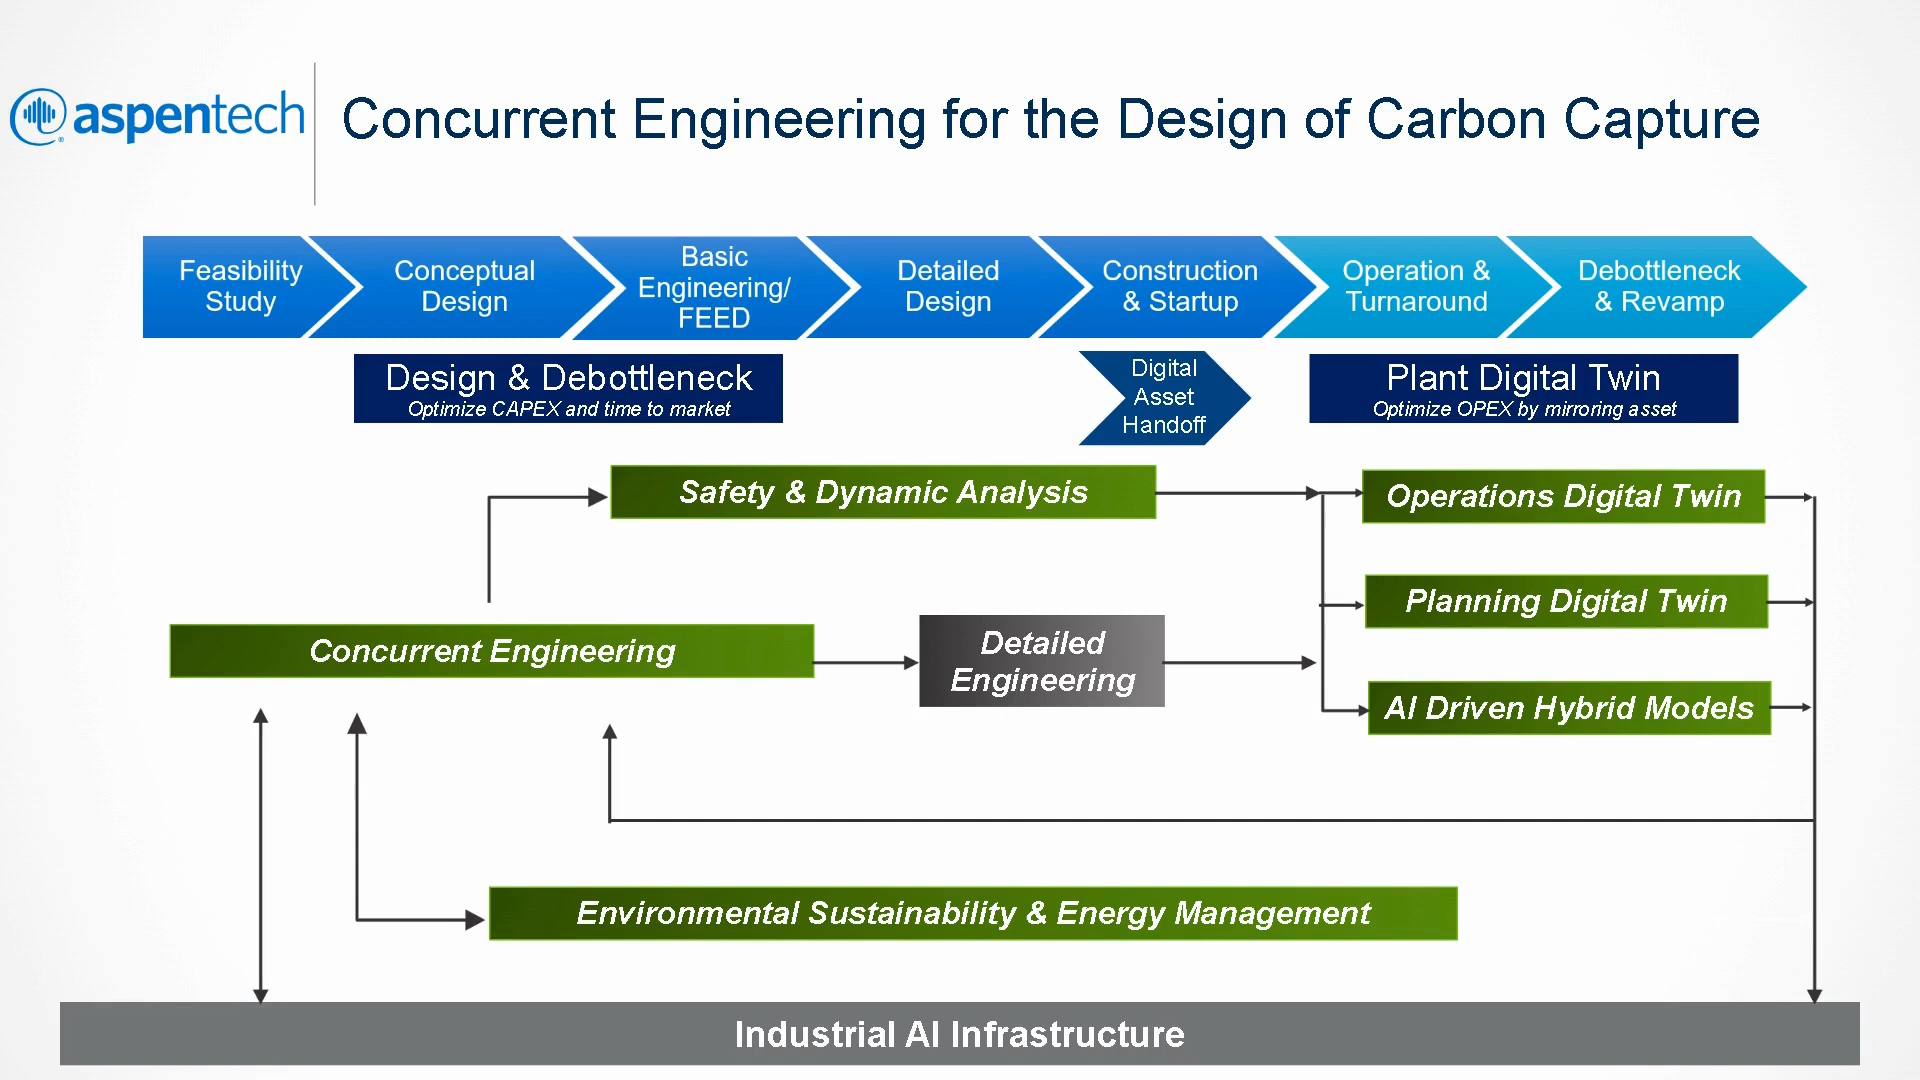 aspentech
Concurrent Engineering for the Design of Carbon Capture
Feasibility
Study
Conceptual
Design
Basic
Engineering/
FEED
Detailed
Design
Construction
& Startup
Operation &
Turnaround
Debottleneck
& Revamp
Design & Debottleneck
Optimize CAPEX and time to market
Digital
Asset
Handoff
Plant Digital Twin
Optimize OPEX by mirroring asset
Safety & Dynamic Analysis
Operations Digital Twin
Planning Digital Twin
Concurrent Engineering
Detailed
Engineering
AI Driven Hybrid Models
Environmental Sustainability & Energy Management
Industrial AI Infrastructure